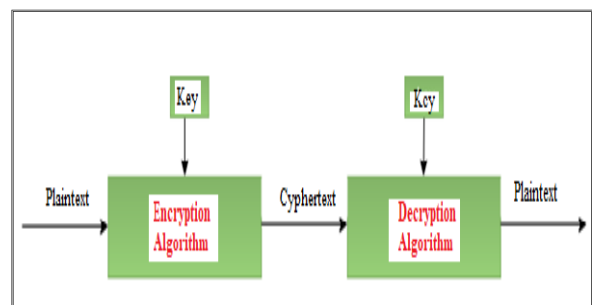 Key
Key
Plaintext
Encryption
Algorithm
Cyphertext
Decryption
Algorithm
Plaintext